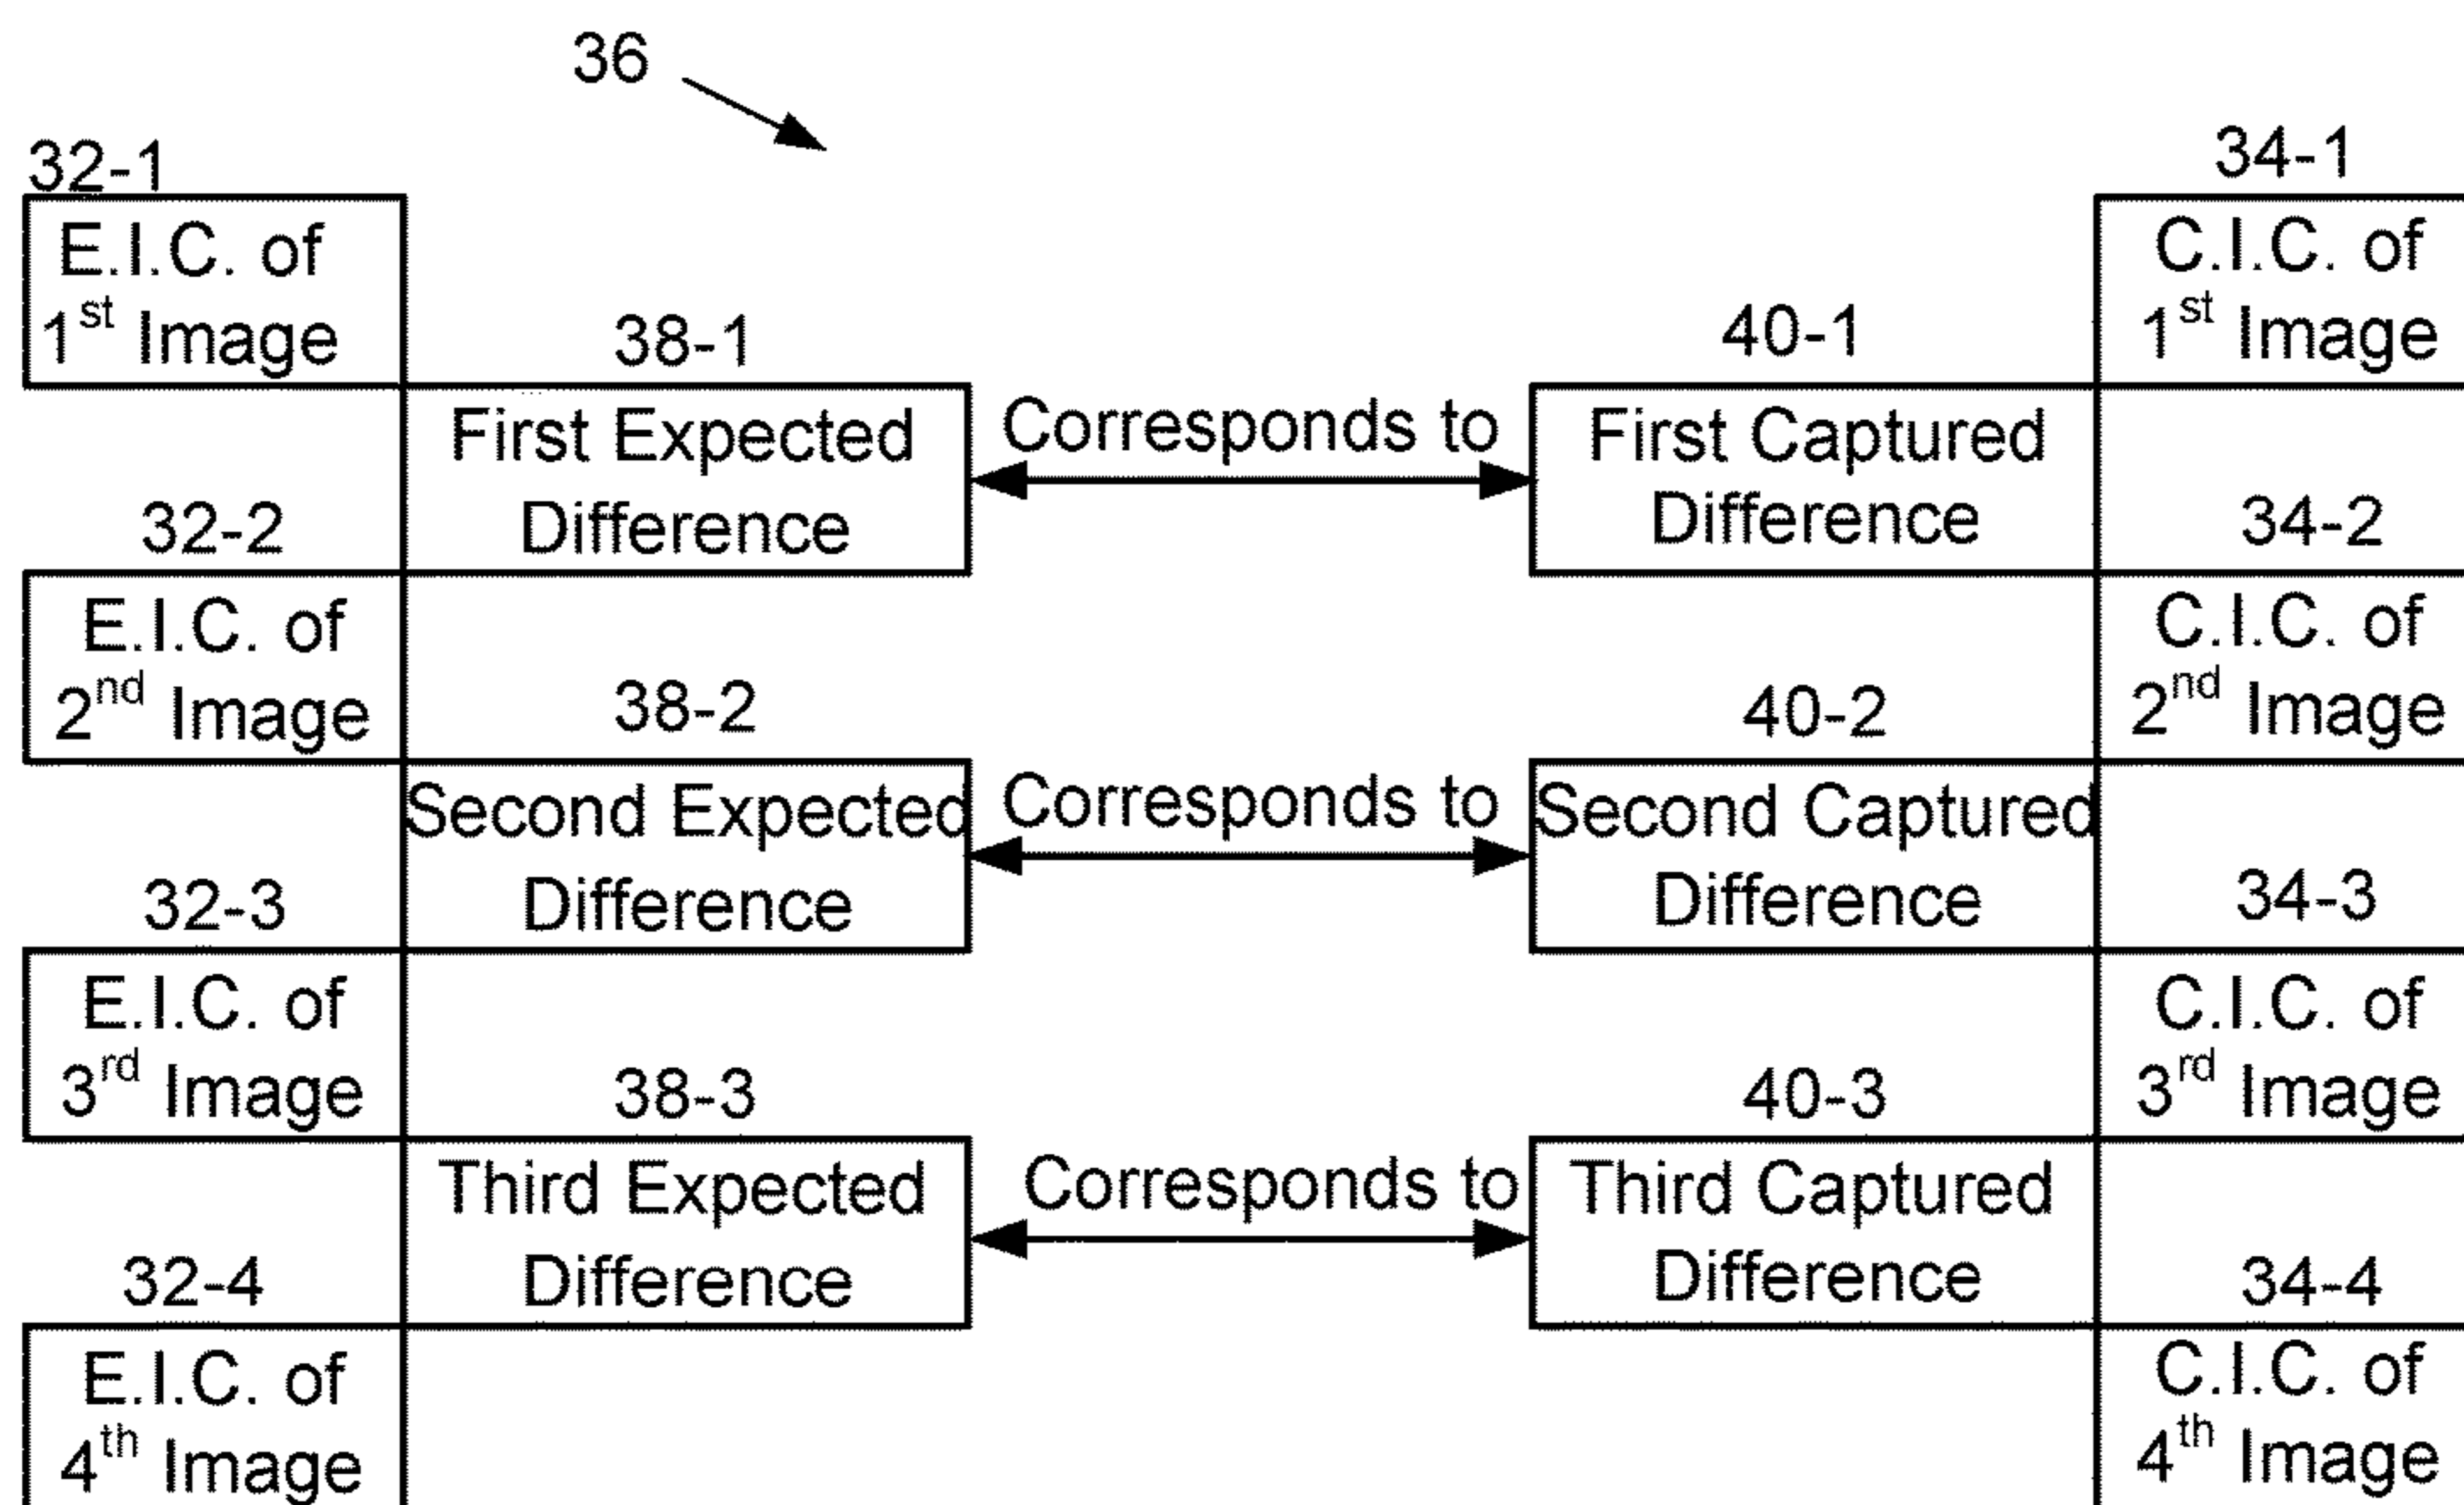 36
32-1
34-1
E.I.C. of
1st Image
C.I.C. of
1st Image
38-1
40-1
First Expected
Difference
Corresponds to
First Captured
Difference
32-2
34-2
E.I.C. of
2nd Image
C.I.C. of
2nd Image
38-2
40-2
Second Expected
Difference
Corresponds to
Second Captured
Difference
32-3
34-3
E.I.C. of
3rd Image
C.I.C. of
3rd Image
38-3
40-3
Third Expected
Difference
Corresponds to
Third Captured
Difference
32-4
34-4
E.I.C. of
4th Image
C.I.C. of
4th Image